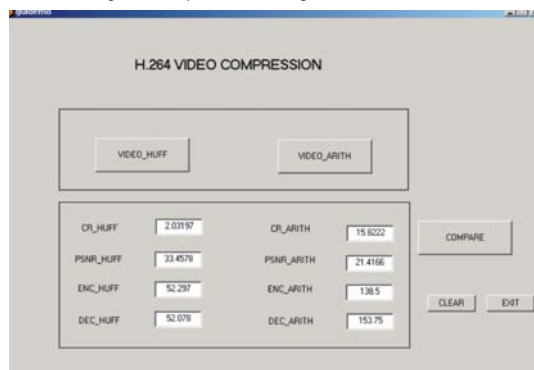 guidemo
H.264 VIDEO COMPRESSION
VIDEO_HUFF
VIDEO_ARITH
CR_HUFF 2.03197 CR_ARITH 15.8222
COMPARE
PSNR_HUFF 33.4578 PSNR_ARITH 21.4166
ENC_HUFF 52.297 ENC_ARITH 138.5
CLEAR EXIT
DEC_HUFF 52.078 DEC_ARITH 153.75